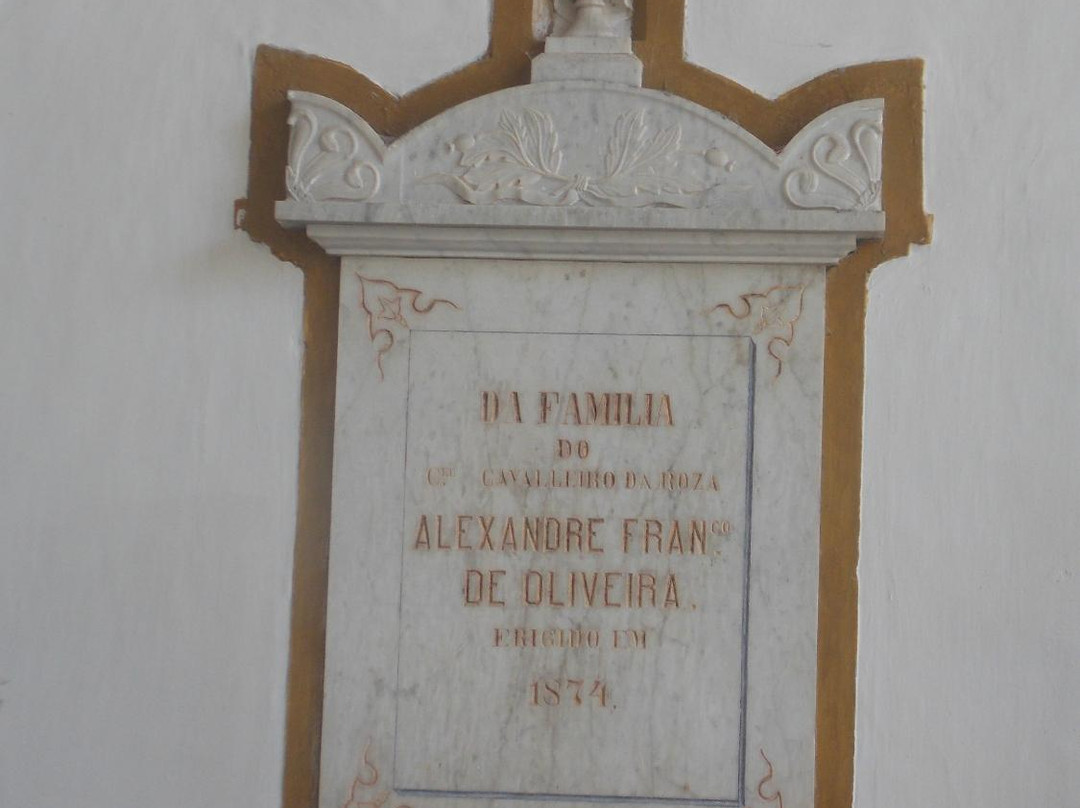 DA FAMILIA
DO
CAVALLEIRO DA ROZA
ALEXANDRE FRANCO
DE OLIVEIRA.
ERIGIDO EM
1874.